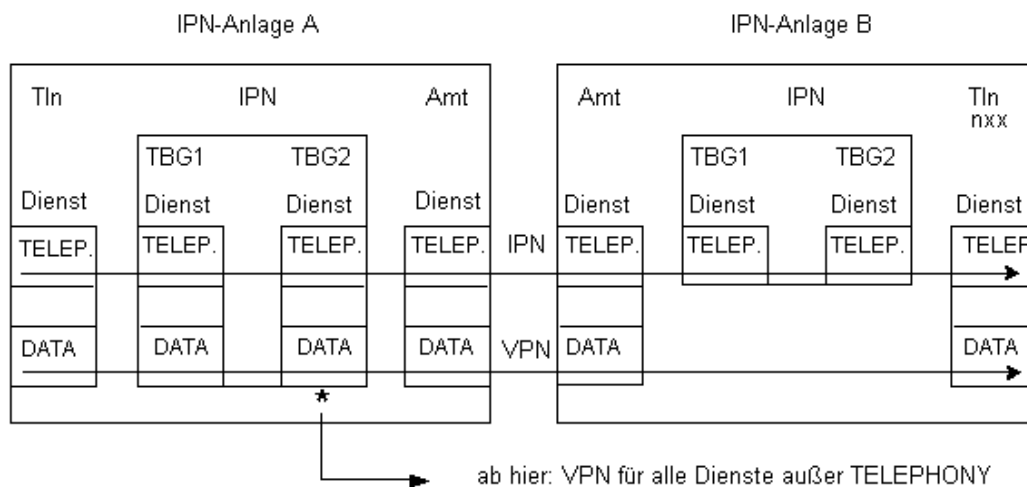 IPN-Anlage A IPN-Anlage B
Tln IPN Amt Amt IPN Tln
nxx
TBG1 TBG2 TBG1 TBG2
Dienst Dienst Dienst Dienst Dienst Dienst Dienst Dienst
TELEP. TELEP. TELEP. TELEP. IPN TELEP. TELEP. TELEP. TELEP
DATA DATA DATA DATA VPN DATA DATA
*
ab hier: VPN für alle Dienste außer TELEPHONY